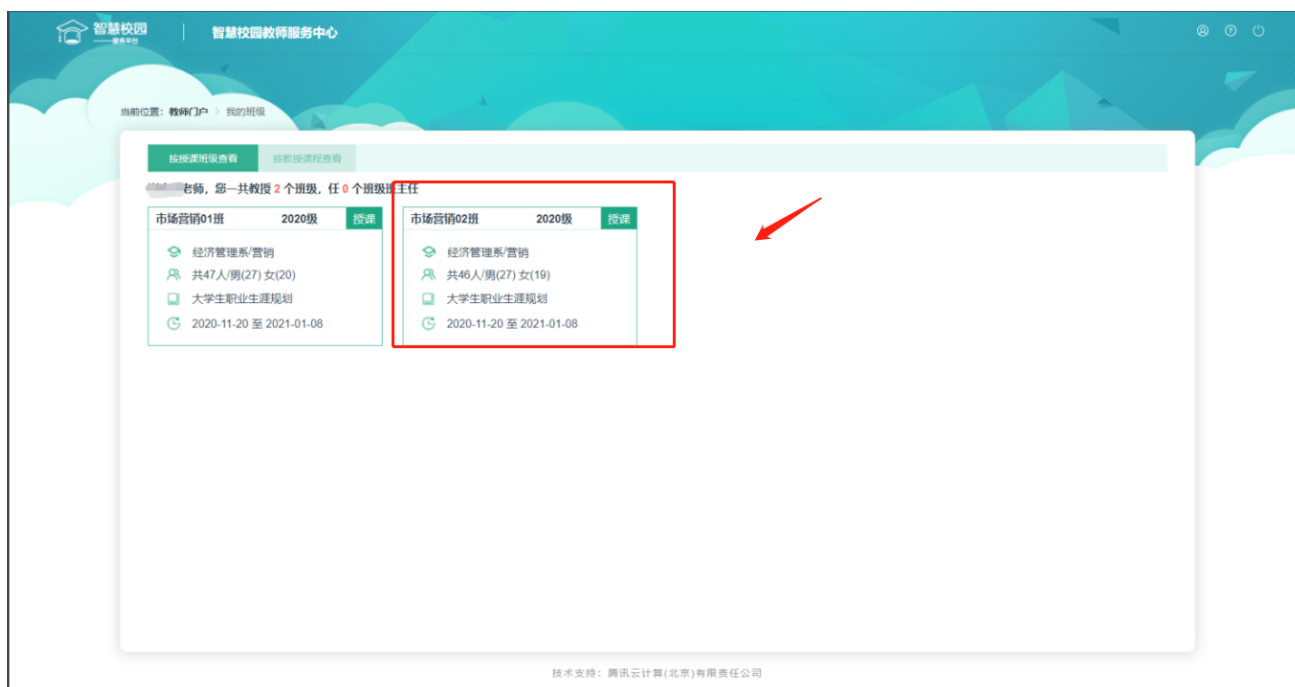 智慧校园
服务平台
智慧校园教师服务中心
当前位置: 教师门户 > 我的班级
按授课班级查看 按教授课程查看
老师, 您一共教授 2 个班级, 任 0 个班级班主任
市场营销01班 2020级 授课
经济管理系/营销
共47人/男(27) 女(20)
大学生职业生涯规划
2020-11-20 至 2021-01-08
市场营销02班 2020级 授课
经济管理系/营销
共46人/男(27) 女(19)
大学生职业生涯规划
2020-11-20 至 2021-01-08
技术支持: 腾讯云计算(北京)有限责任公司